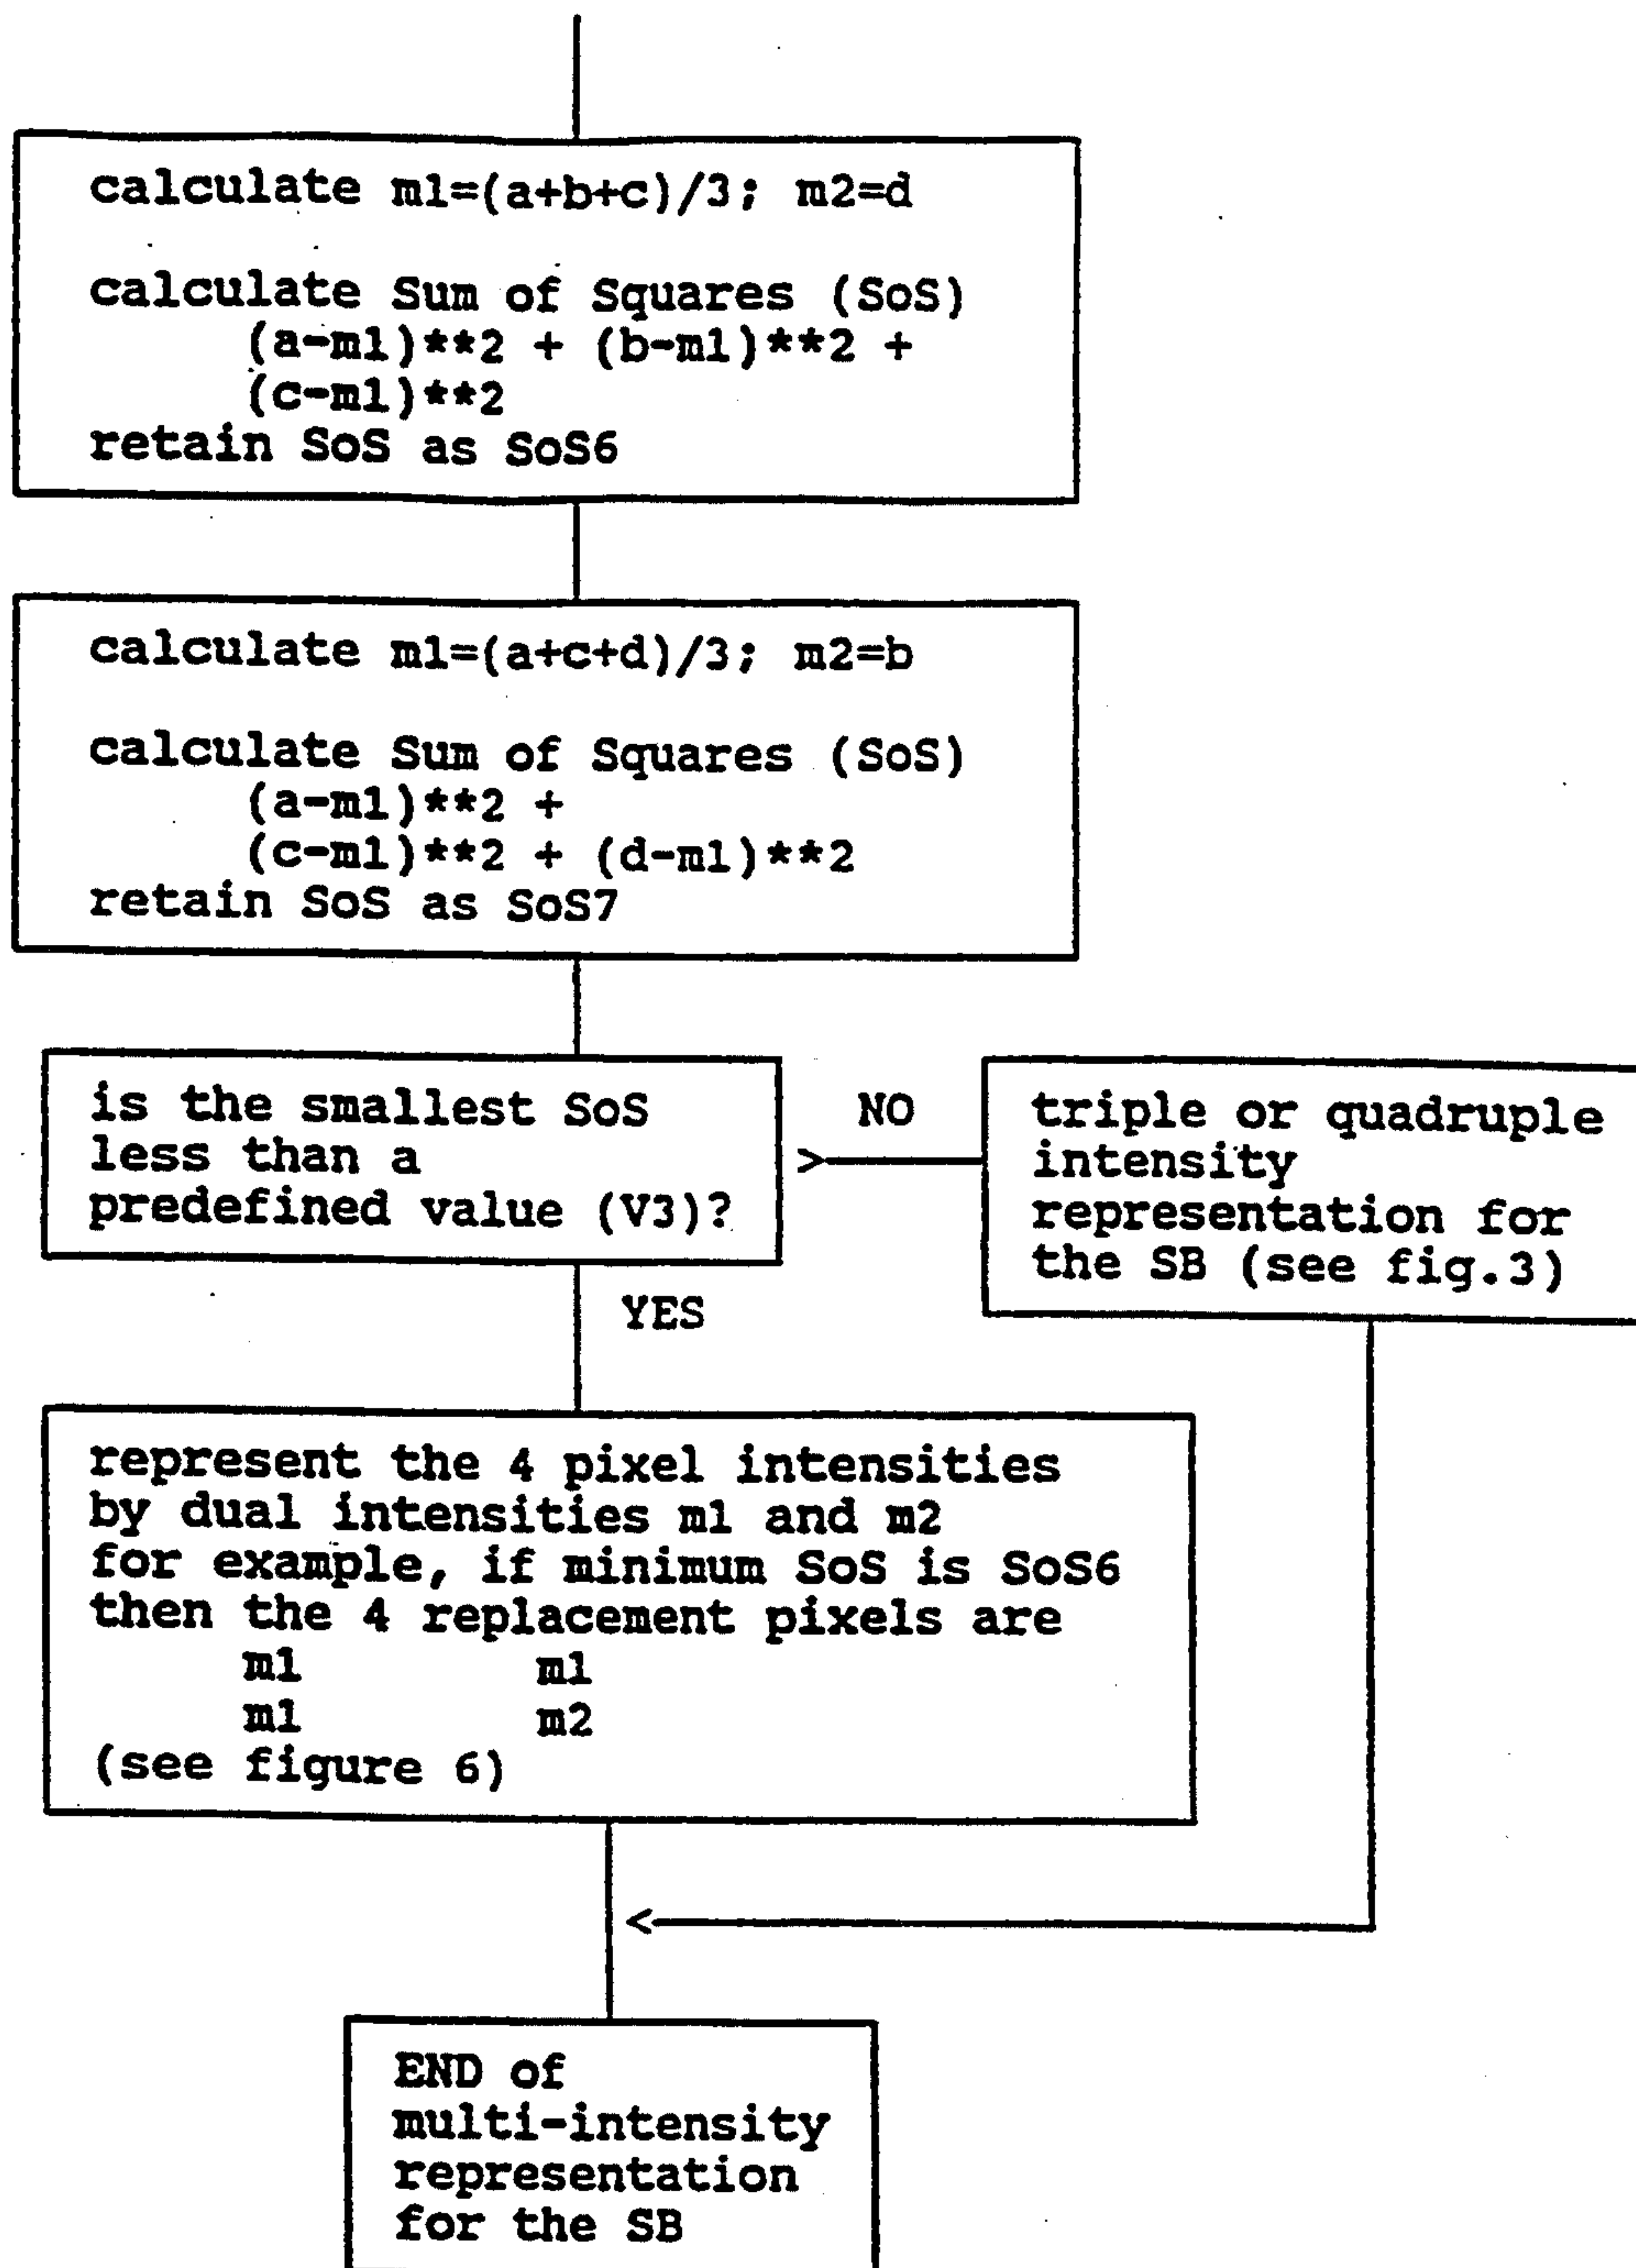 calculate m1=(a+b+c)/3; m2=d
calculate Sum of Squares (SoS)
(a-m1)**2 + (b-m1)**2 +
(c-m1)**2
retain SoS as SoS6
calculate m1=(a+c+d)/3; m2=b
calculate Sum of Squares (SoS)
(a-m1)**2 +
(c-m1)**2 + (d-m1)**2
retain SoS as SoS7
is the smallest SoS
less than a
predefined value (V3)?
> NO
triple or quadruple
intensity
representation for
the SB (see fig.3)
YES
represent the 4 pixel intensities
by dual intensities m1 and m2
for example, if minimum SoS is SoS6
then the 4 replacement pixels are
m1 m1
m1 m2
(see figure 6)
<
END of
multi-intensity
representation
for the SB